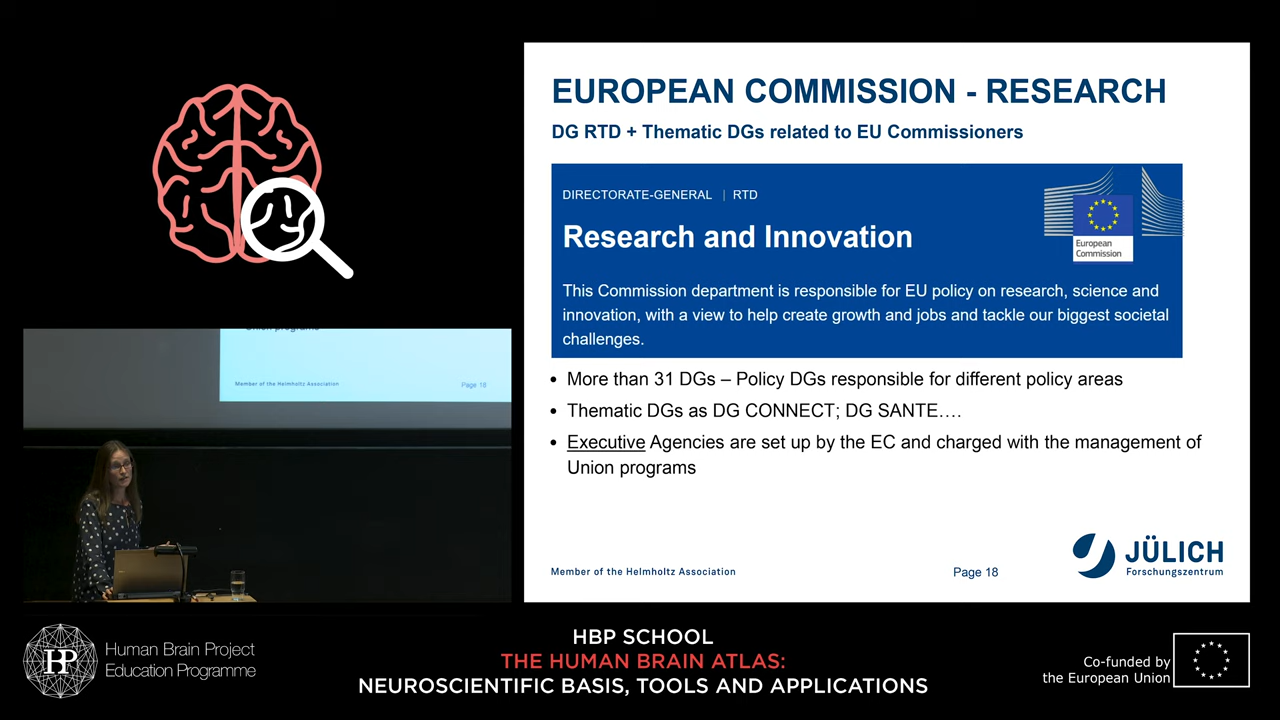 EUROPEAN COMMISSION - RESEARCH
DG RTD + Thematic DGs related to EU Commissioners
DIRECTORATE-GENERAL | RTD
Research and Innovation
European
Commission
This Commission department is responsible for EU policy on research, science and
innovation, with a view to help create growth and jobs and tackle our biggest societal
challenges.
• More than 31 DGs – Policy DGs responsible for different policy areas
• Thematic DGs as DG CONNECT; DG SANTE….
• Executive Agencies are set up by the EC and charged with the management of
Union programs
Member of the Helmholtz Association
Page 18
JÜLICH
Forschungszentrum
Union programs
Member of the Helmholtz Association
Page 18
HBP
Human Brain Project
Education Programme
HBP SCHOOL
THE HUMAN BRAIN ATLAS:
NEUROSCIENTIFIC BASIS, TOOLS AND APPLICATIONS
Co-funded by
the European Union